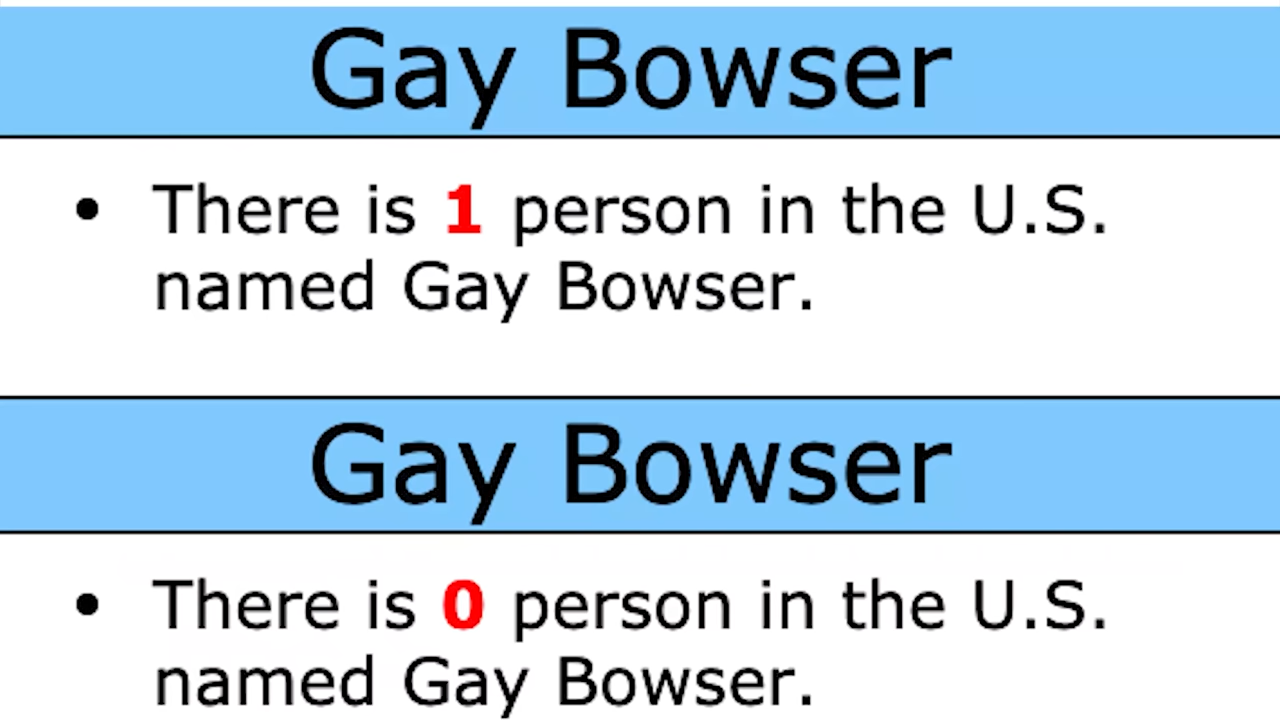 Gay Bowser
• There is 1 person in the U.S.
named Gay Bowser.
Gay Bowser
• There is 0 person in the U.S.
named Gay Bowser.